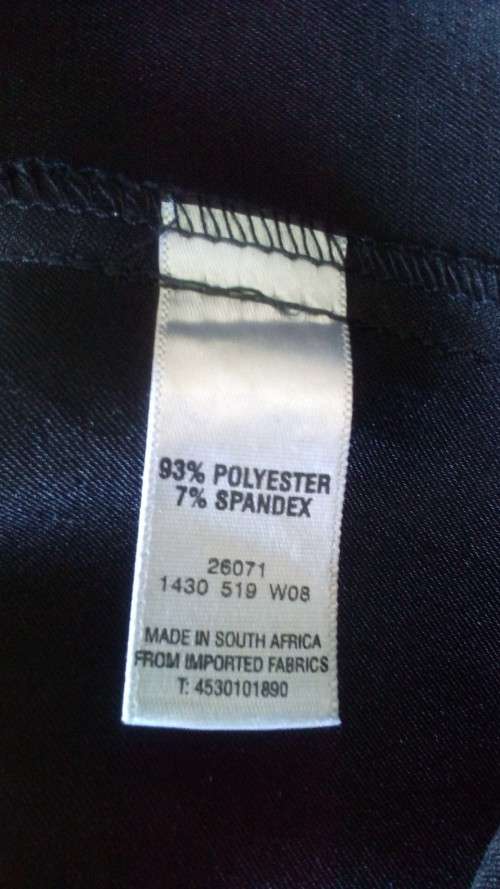 93% POLYESTER
7% SPANDEX
26071
1430 519 W08
MADE IN SOUTH AFRICA
FROM IMPORTED FABRICS
T: 4530101890